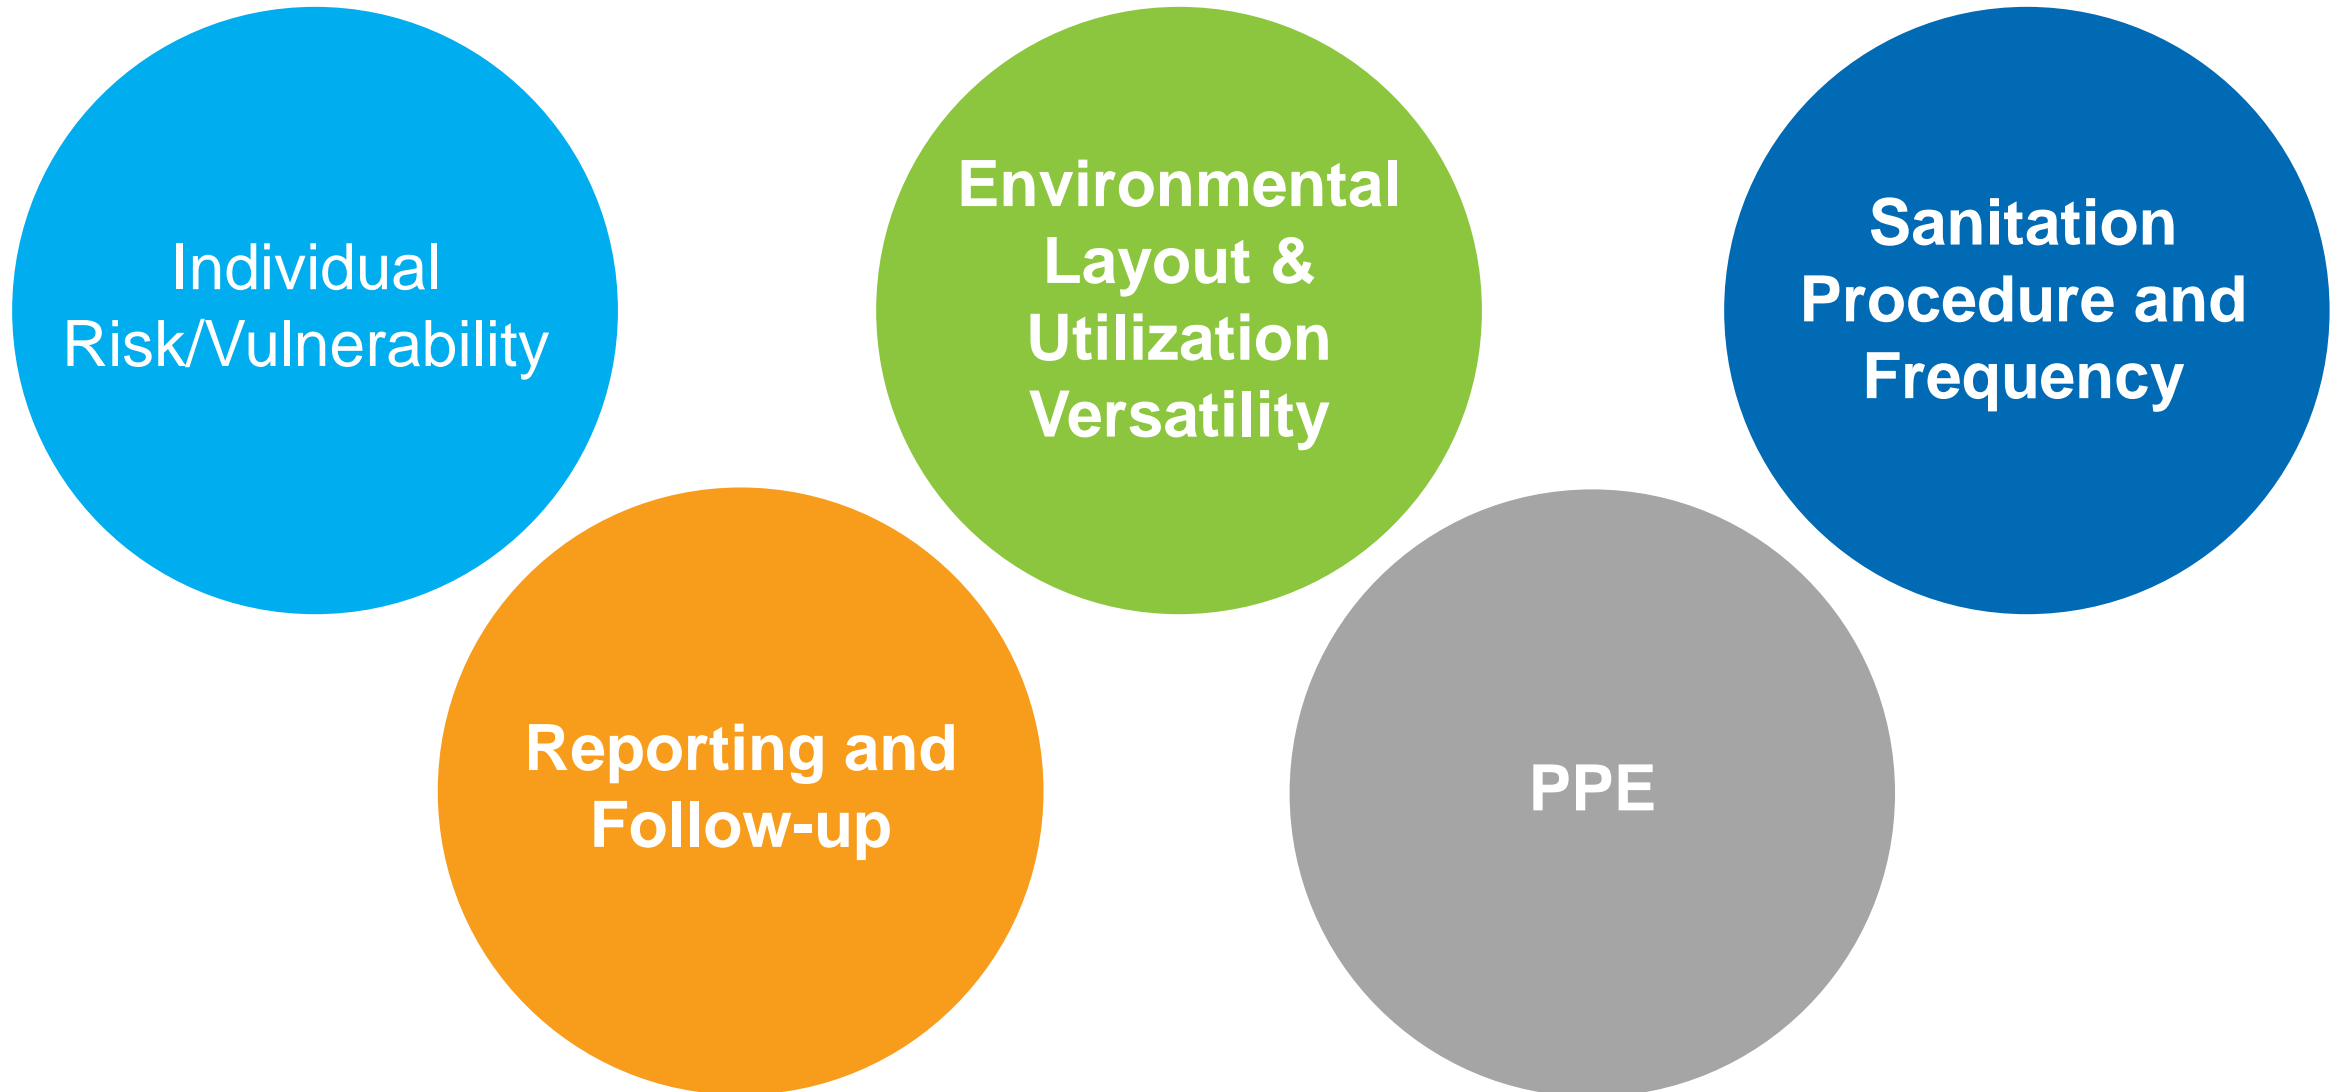 Individual
Risk/Vulnerability
Environmental
Layout &
Utilization
Versatility
Sanitation
Procedure and
Frequency
Reporting and
Follow-up
PPE